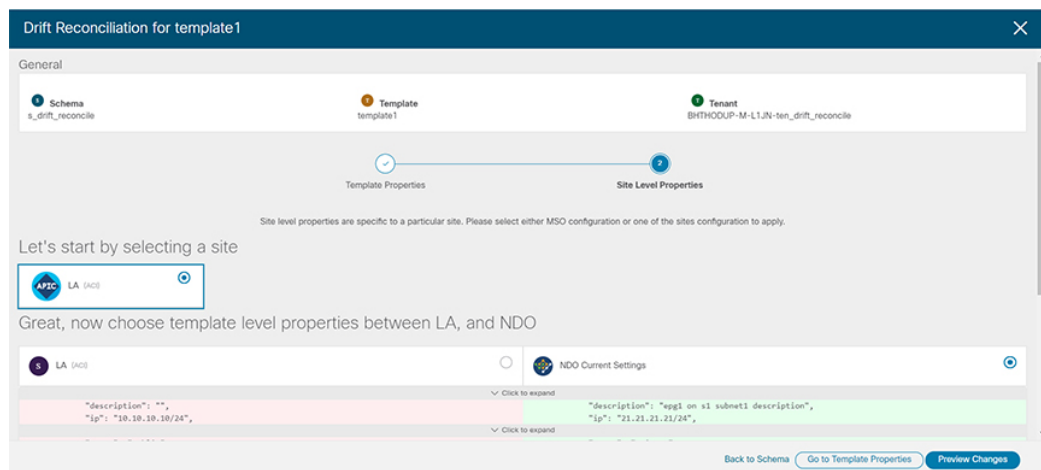 Drift Reconciliation for template1
General
S Schema
s_drift_reconcile
T Template
template1
T Tenant
BHTHODUP-M-L1JN-ten_drift_reconcile
2
Template Properties
Site Level Properties
Site level properties are specific to a particular site. Please select either MSO configuration or one of the sites configuration to apply.
Let's start by selecting a site
APIC LA (ACI)
Great, now choose template level properties between LA, and NDO
S LA (ACI)
NDO Current Settings
Click to expand
"description": "", "description": "epg1 on s1 subnet1 description",
"ip": "10.10.10.10/24", "ip": "21.21.21.21/24",
Click to expand
Back to Schema Go to Template Properties Preview Changes